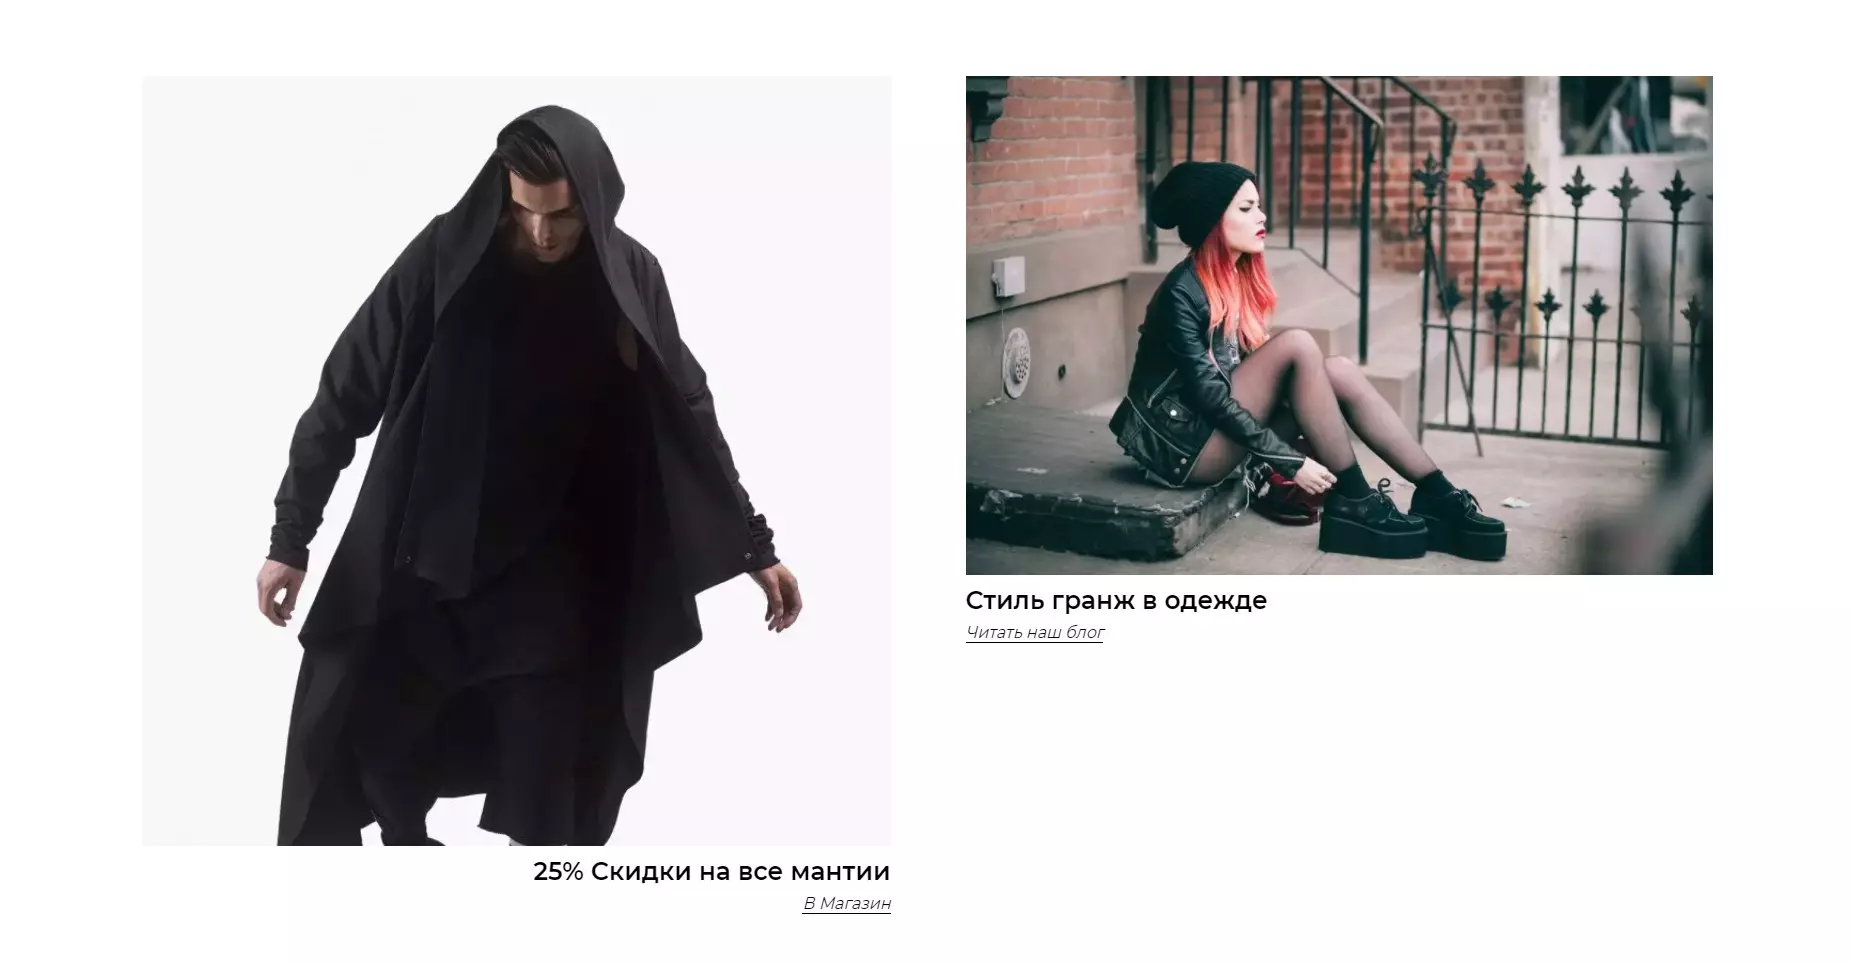 25% Скидки на все мантии
В Магазин
Стиль гранж в одежде
Читать наш блог